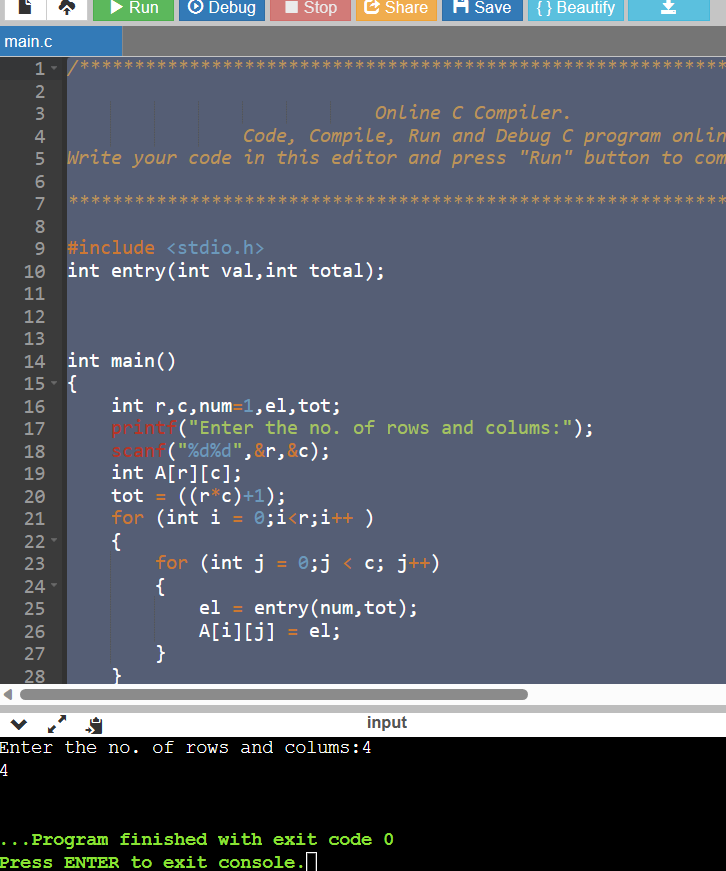 Run Debug Stop Share Save { } Beautify
main.c
1 /************************************************************
2
3 Online C Compiler.
4 Code, Compile, Run and Debug C program onlin
5 Write your code in this editor and press "Run" button to com
6
7 ************************************************************
8
9 #include <stdio.h>
10 int entry(int val,int total);
11
12
13
14 int main()
15 {
16 int r,c,num=1,el,tot;
17 printf("Enter the no. of rows and colums:");
18 scanf("%d%d",&r,&c);
19 int A[r][c];
20 tot = ((r*c)+1);
21 for (int i = 0;i<r;i++ )
22 {
23 for (int j = 0;j < c; j++)
24 {
25 el = entry(num,tot);
26 A[i][j] = el;
27 }
28 }
input
Enter the no. of rows and colums:4
4
...Program finished with exit code 0
Press ENTER to exit console.